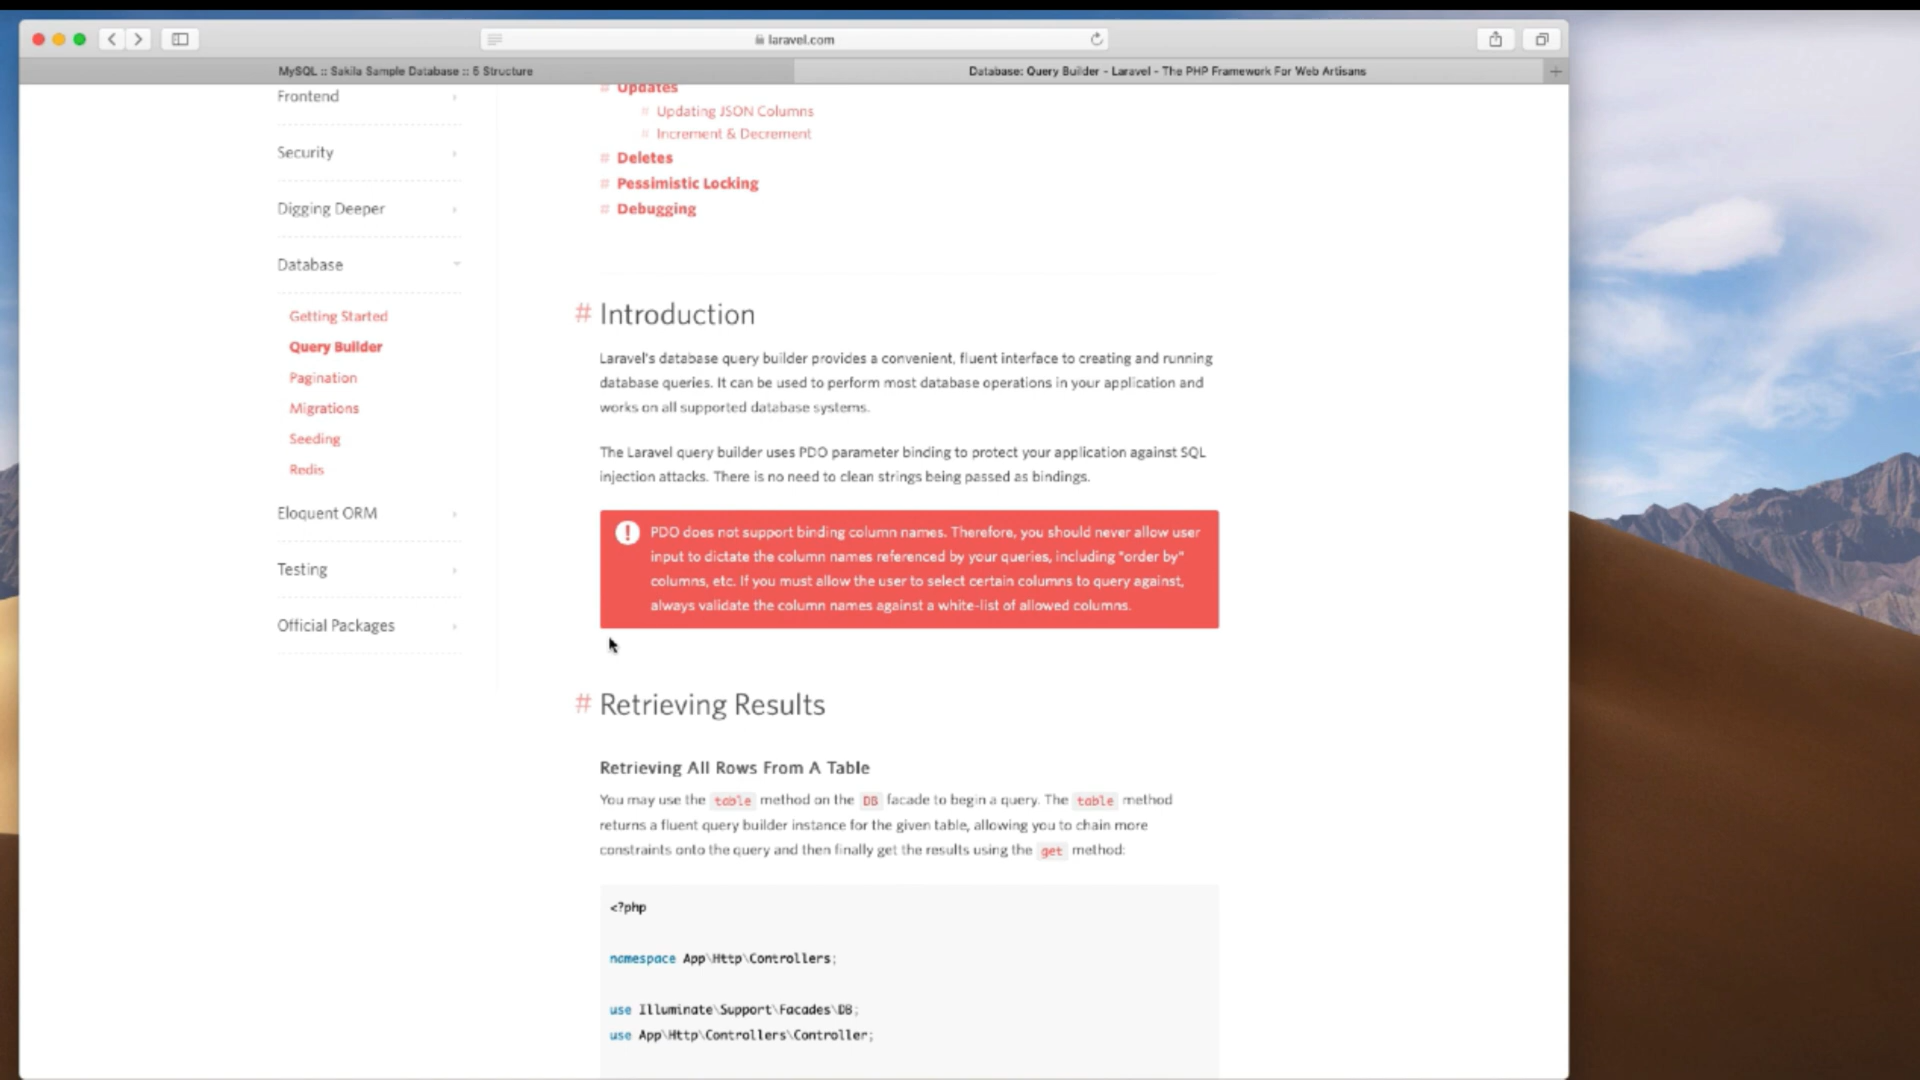 laravel.com
MySQL :: Sakila Sample Database :: 5 Structure
Database: Query Builder - Laravel - The PHP Framework For Web Artisans
Frontend
Security
Digging Deeper
Database
Getting Started
Query Builder
Pagination
Migrations
Seeding
Redis
Eloquent ORM
Testing
Official Packages
# Updates
# Updating JSON Columns
# Increment & Decrement
# Deletes
# Pessimistic Locking
# Debugging
# Introduction
Laravel's database query builder provides a convenient, fluent interface to creating and running
database queries. It can be used to perform most database operations in your application and
works on all supported database systems.
The Laravel query builder uses PDO parameter binding to protect your application against SQL
injection attacks. There is no need to clean strings being passed as bindings.
! PDO does not support binding column names. Therefore, you should never allow user
input to dictate the column names referenced by your queries, including "order by"
columns, etc. If you must allow the user to select certain columns to query against,
always validate the column names against a white-list of allowed columns.
# Retrieving Results
Retrieving All Rows From A Table
You may use the table method on the DB facade to begin a query. The table method
returns a fluent query builder instance for the given table, allowing you to chain more
constraints onto the query and then finally get the results using the get method:
<?php
namespace App\Http\Controllers;
use Illuminate\Support\Facades\DB;
use App\Http\Controllers\Controller;